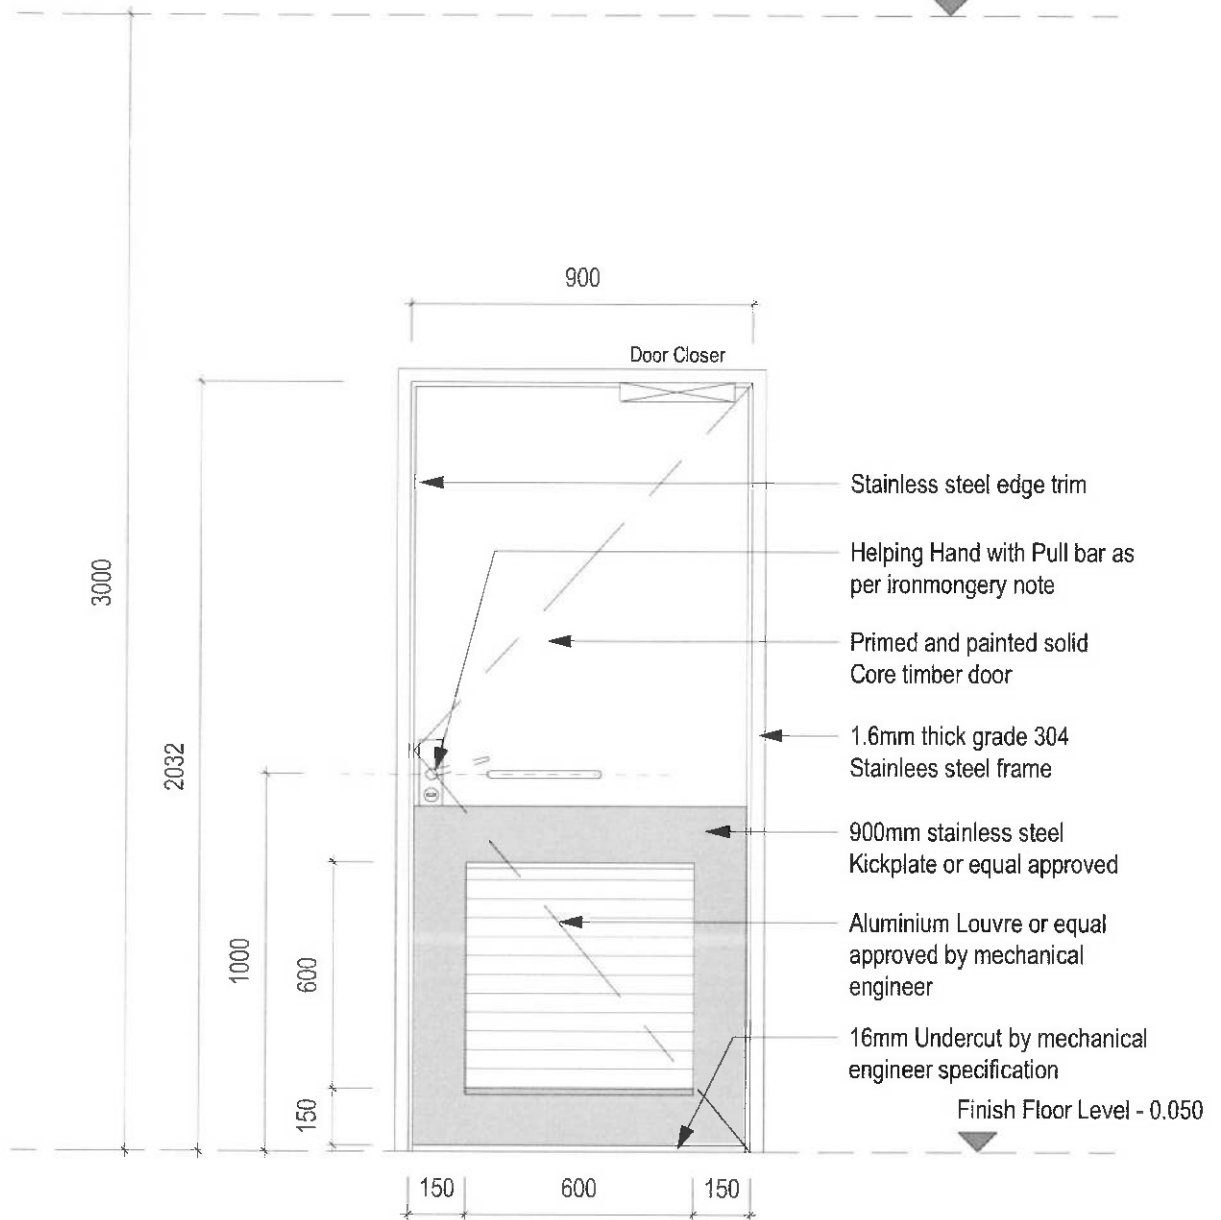 900
Door Closer
Stainless steel edge trim
Helping Hand with Pull bar as
per ironmongery note
3000
Primed and painted solid
Core timber door
1.6mm thick grade 304
Stainlees steel frame
2032
900mm stainless steel
Kickplate or equal approved
Aluminium Louvre or equal
approved by mechanical
engineer
1000
600
16mm Undercut by mechanical
engineer specification
150
Finish Floor Level - 0.050
150
600
150